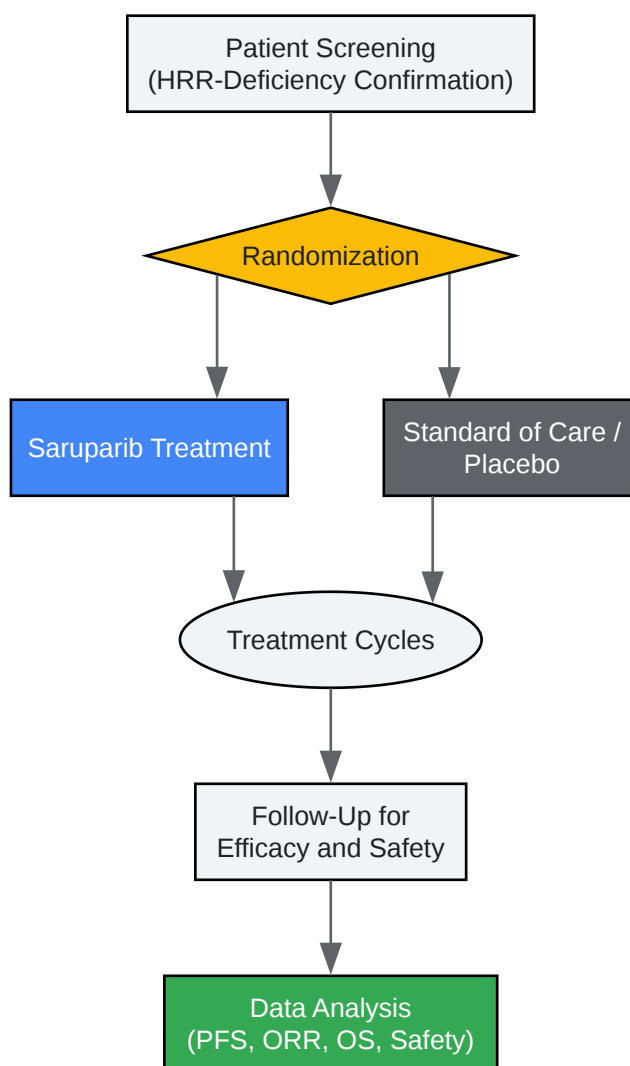 Patient Screening
(HRR-Deficiency Confirmation)
Randomization
Saruparib Treatment
Standard of Care /
Placebo
Treatment Cycles
Follow-Up for
Efficacy and Safety
Data Analysis
(PFS, ORR, OS, Safety)